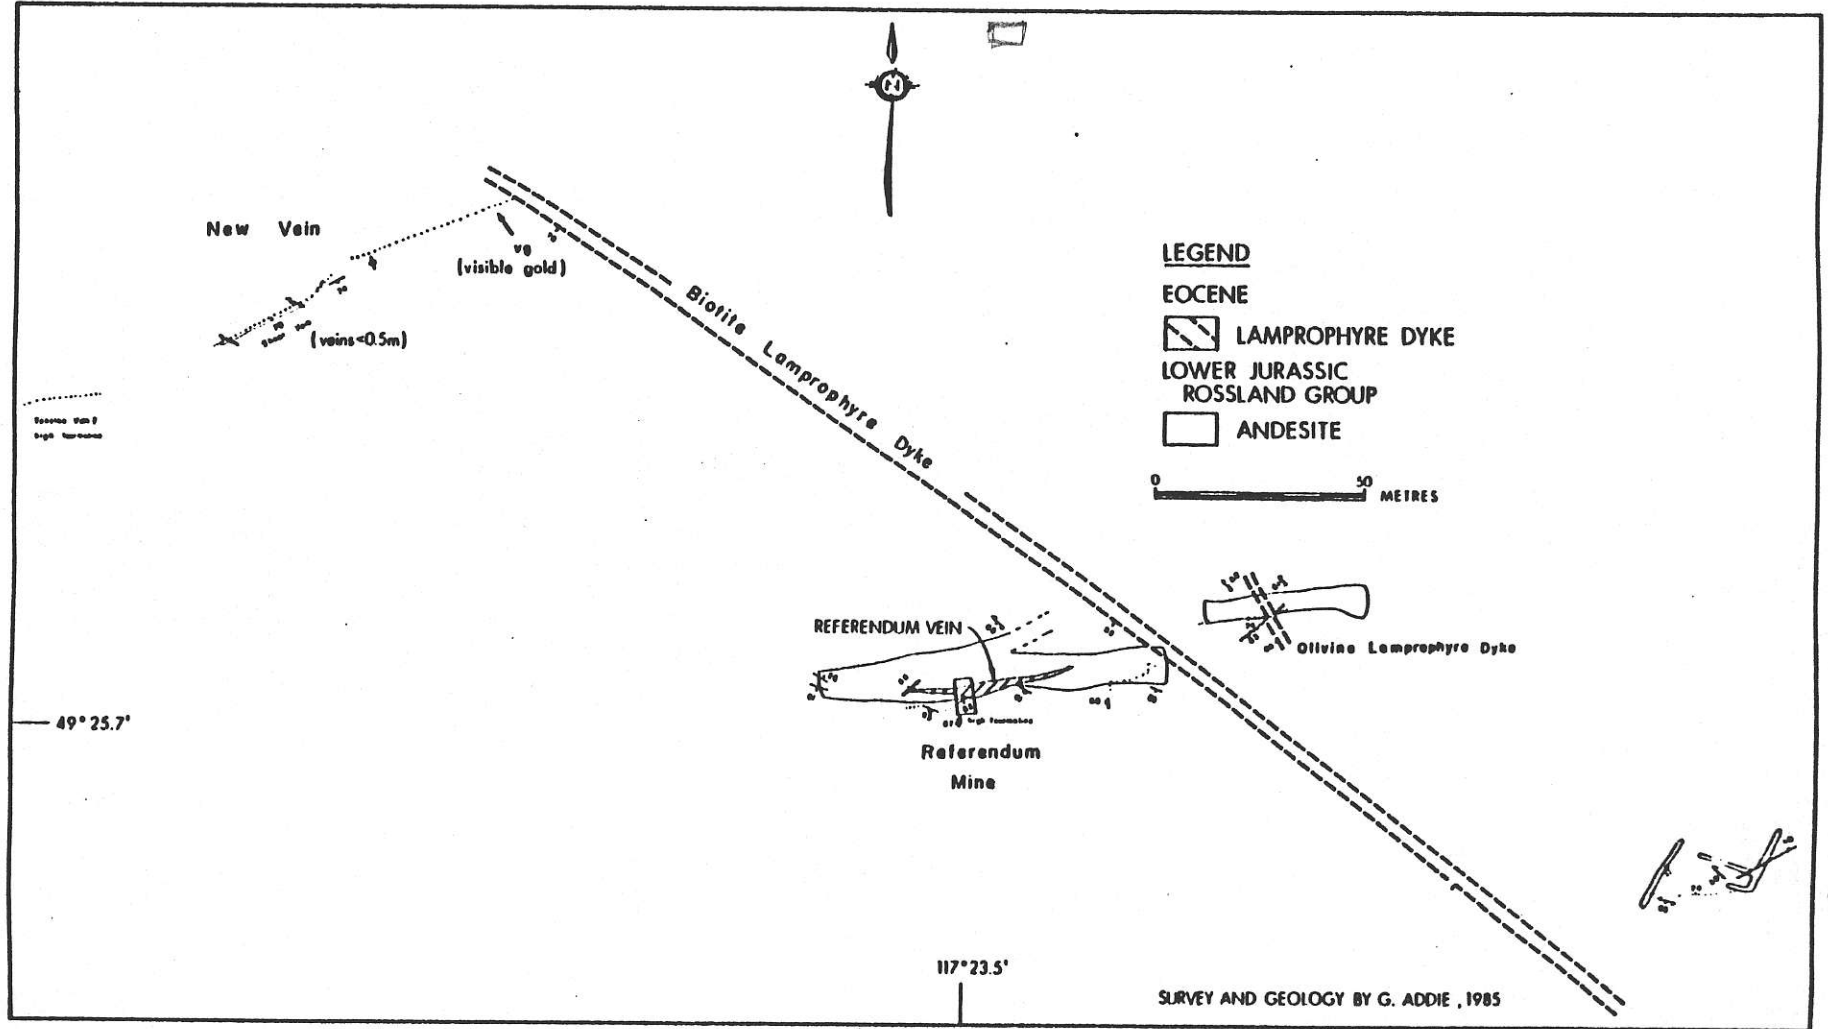 N
New Vein
vg
(visible gold)
(veins<0.5m)
Biotite Lamprophyre Dyke
LEGEND
EOCENE
LAMPROPHYRE DYKE
LOWER JURASSIC
ROSSLAND GROUP
ANDESITE
0 50 METRES
REFERENDUM VEIN
Olivine Lamprophyre Dyke
49°25.7'
Referendum
Mine
117°23.5'
SURVEY AND GEOLOGY BY G. ADDIE, 1985